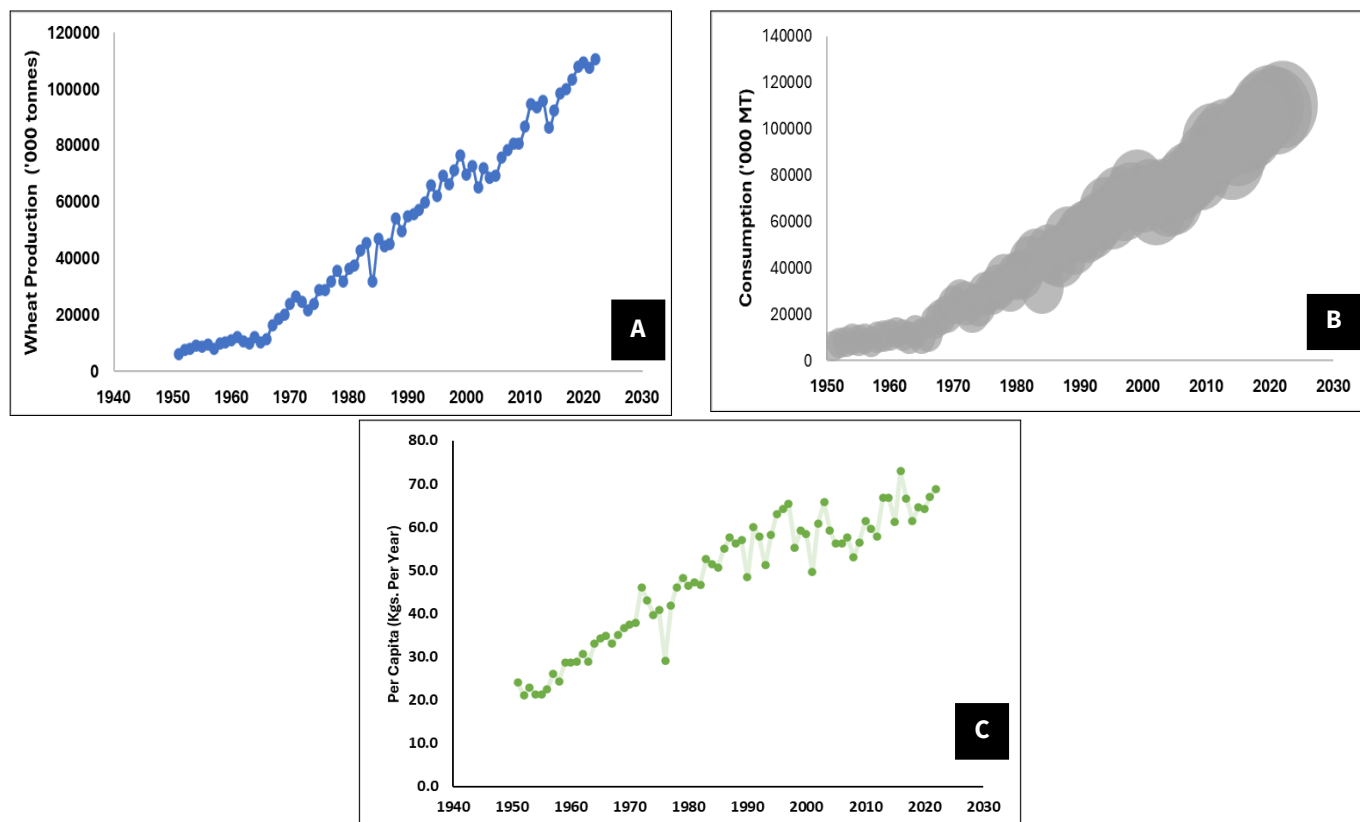 Wheat Production ('000 tonnes)
120000
100000
80000
60000
40000
20000
0
1940 1950 1960 1970 1980 1990 2000 2010 2020 2030
A
Consumption ('000 MT)
140000
120000
100000
80000
60000
40000
20000
0
1950 1960 1970 1980 1990 2000 2010 2020 2030
B
Per Capita (Kgs. Per Year)
80.0
70.0
60.0
50.0
40.0
30.0
20.0
10.0
0.0
1940 1950 1960 1970 1980 1990 2000 2010 2020 2030
C